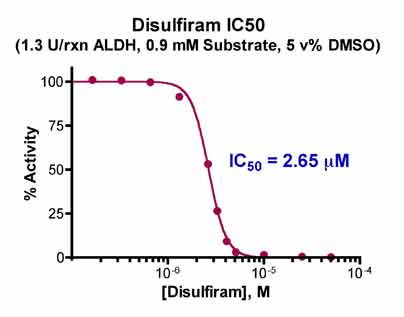 Disulfiram IC50
(1.3 U/rxn ALDH, 0.9 mM Substrate, 5 v% DMSO)
100
75
50
25
0
% Activity
IC₅₀ = 2.65 μM
10⁻⁶
10⁻⁵
10⁻⁴
[Disulfiram], M